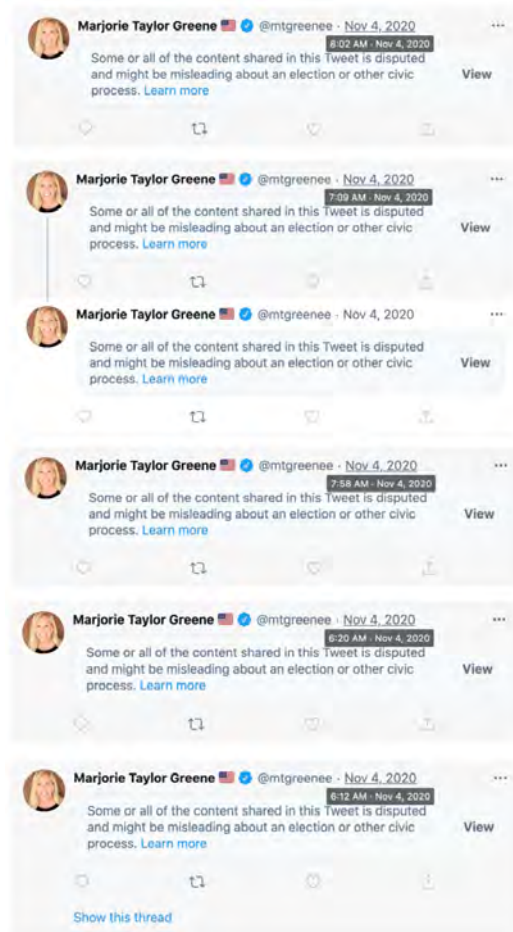 Marjorie Taylor Greene 🇺🇸 @mtgreenee · Nov 4, 2020
6:02 AM · Nov 4, 2020
Some or all of the content shared in this Tweet is disputed
and might be misleading about an election or other civic
process. Learn more
View
Marjorie Taylor Greene 🇺🇸 @mtgreenee · Nov 4, 2020
7:09 AM · Nov 4, 2020
Some or all of the content shared in this Tweet is disputed
and might be misleading about an election or other civic
process. Learn more
View
Marjorie Taylor Greene 🇺🇸 @mtgreenee · Nov 4, 2020
Some or all of the content shared in this Tweet is disputed
and might be misleading about an election or other civic
process. Learn more
View
Marjorie Taylor Greene 🇺🇸 @mtgreenee · Nov 4, 2020
7:58 AM · Nov 4, 2020
Some or all of the content shared in this Tweet is disputed
and might be misleading about an election or other civic
process. Learn more
View
Marjorie Taylor Greene 🇺🇸 @mtgreenee · Nov 4, 2020
6:20 AM · Nov 4, 2020
Some or all of the content shared in this Tweet is disputed
and might be misleading about an election or other civic
process. Learn more
View
Marjorie Taylor Greene 🇺🇸 @mtgreenee · Nov 4, 2020
6:12 AM · Nov 4, 2020
Some or all of the content shared in this Tweet is disputed
and might be misleading about an election or other civic
process. Learn more
View
Show this thread